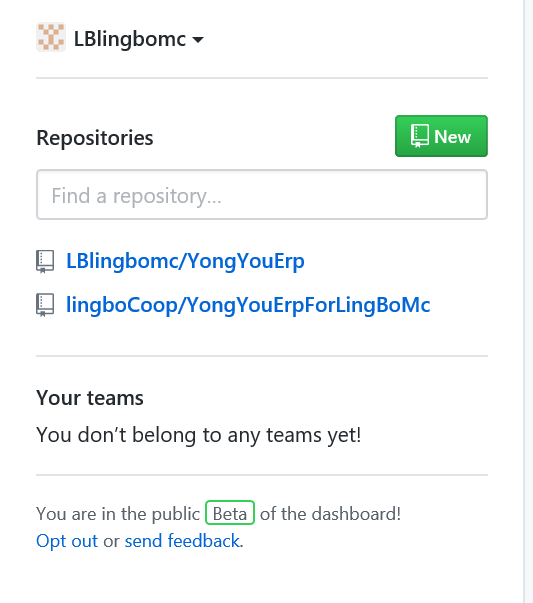 LBlingbomc
Repositories
New
Find a repository...
LBlingbomc/YongYouErp
lingboCoop/YongYouErpForLingBoMc
Your teams
You don’t belong to any teams yet!
You are in the public Beta of the dashboard!
Opt out or send feedback.